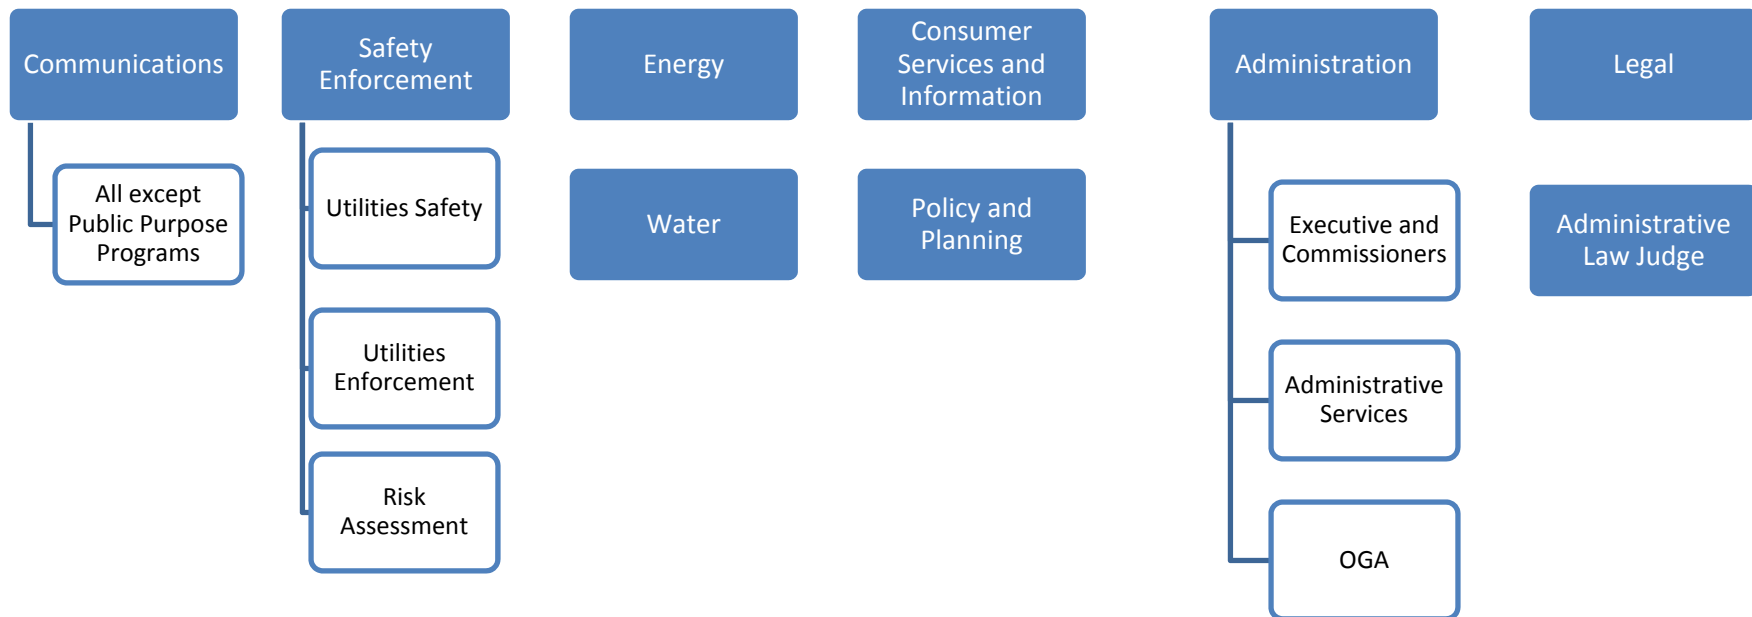 Communications
Safety
Enforcement
Energy
Consumer
Services and
Information
Administration
Legal
All except
Public Purpose
Programs
Utilities Safety
Water
Policy and
Planning
Executive and
Commissioners
Administrative
Law Judge
Utilities
Enforcement
Administrative
Services
Risk
Assessment
OGA